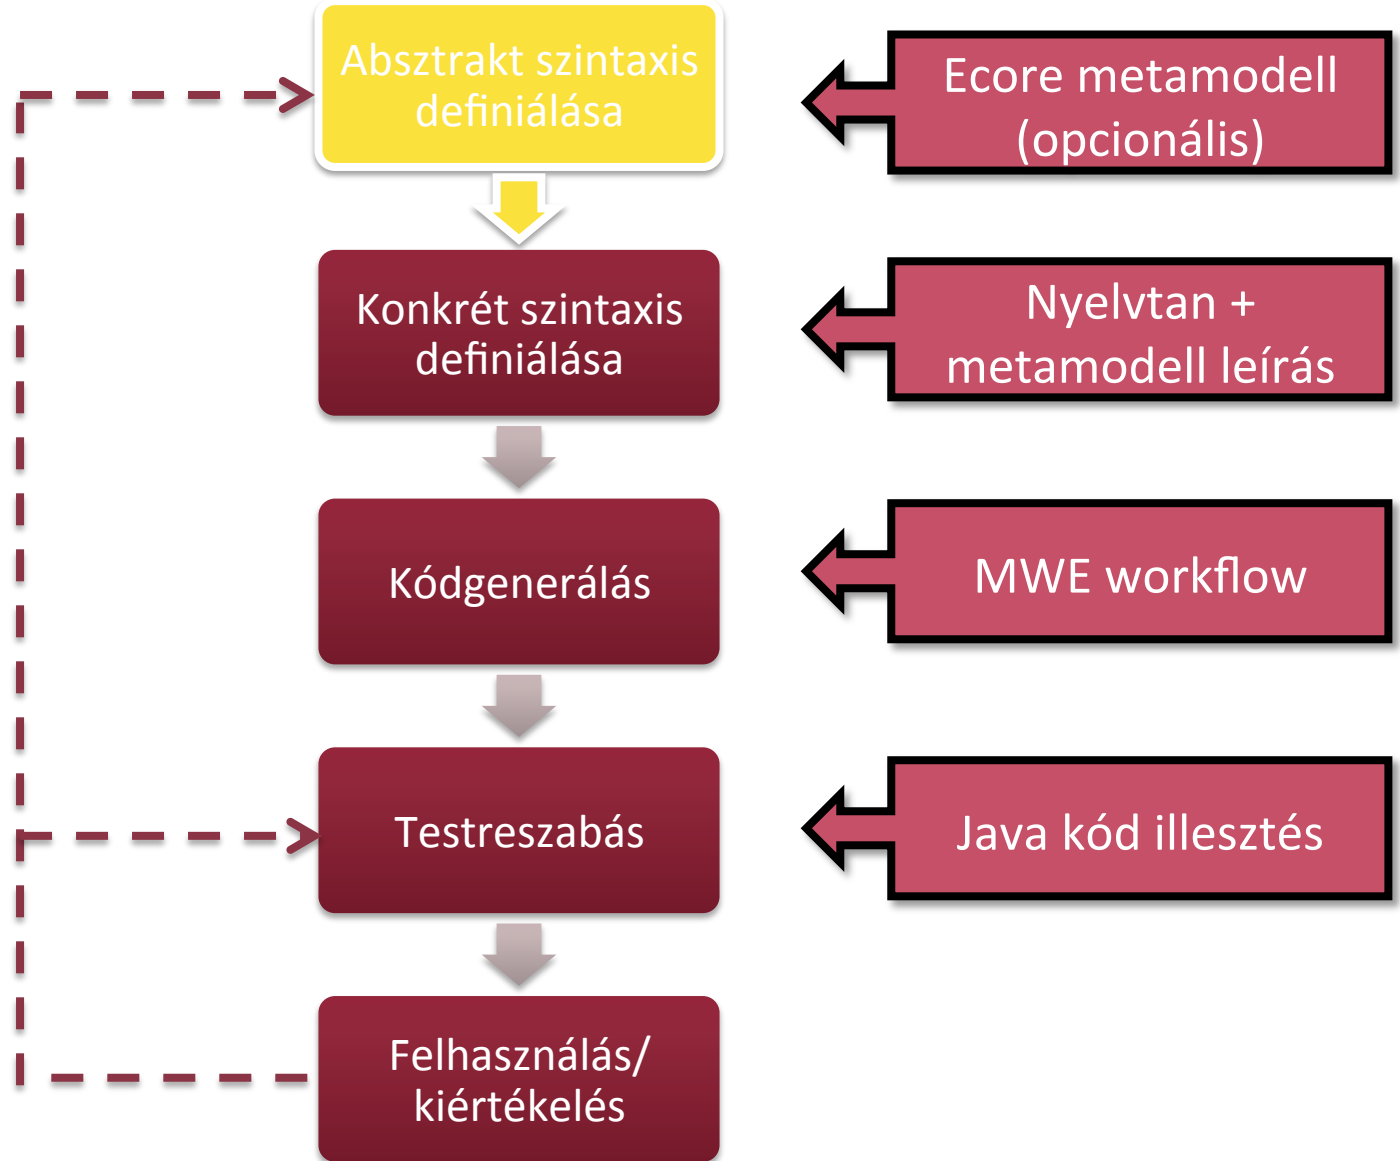 Absztrakt szintaxis
definiálása
Ecore metamodell
(opcionális)
Konkrét szintaxis
definiálása
Nyelvtan +
metamodell leírás
Kódgenerálás
MWE workflow
Testreszabás
Java kód illesztés
Felhasználás/
kiértékelés